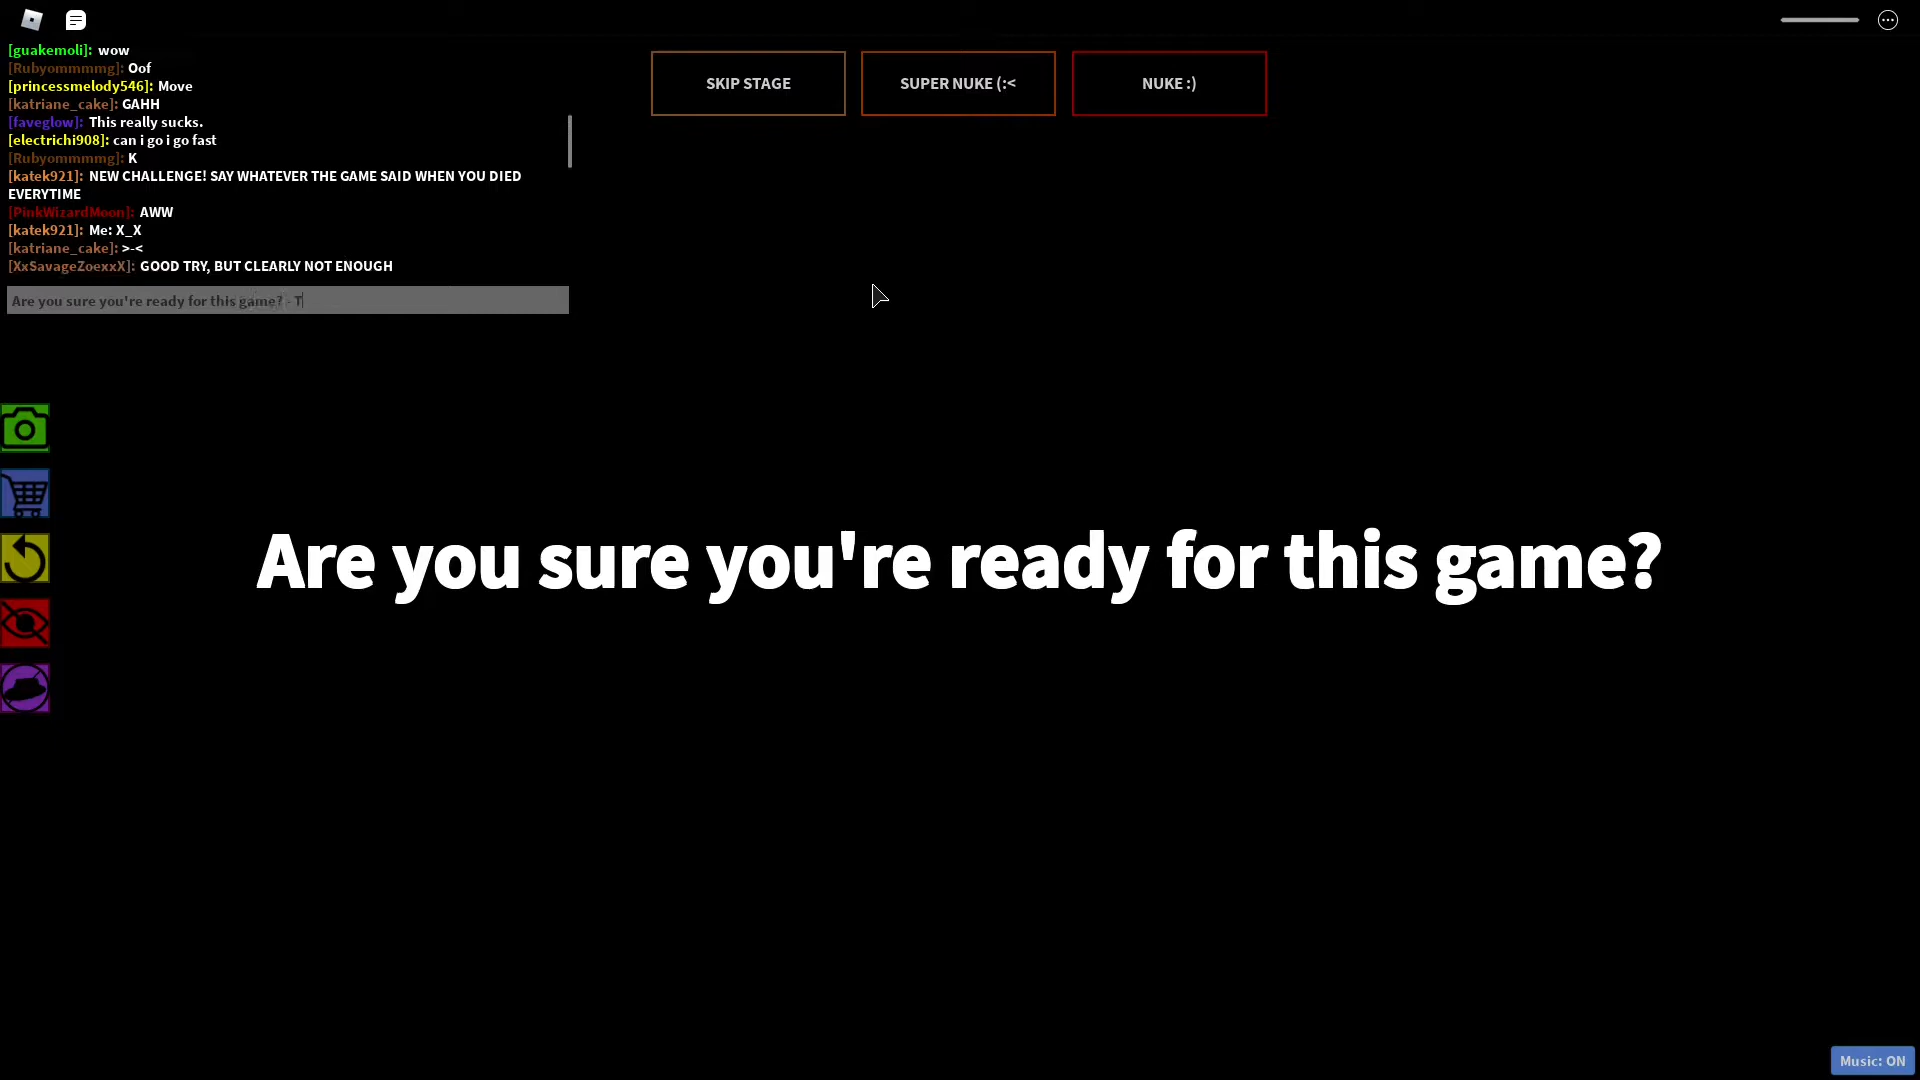 [guakemoli]: wow
[Rubyommmmg]: Oof
[princessmelody546]: Move
[katriane_cake]: GAHH
[faveglow]: This really sucks.
[electrichi908]: can i go i go fast
[Rubyommmmg]: K
[katek921]: NEW CHALLENGE! SAY WHATEVER THE GAME SAID WHEN YOU DIED
EVERYTIME
[PinkWizardMoon]: AWW
[katek921]: Me: X_X
[katriane_cake]: >-<
[XxSavageZoexxX]: GOOD TRY, BUT CLEARLY NOT ENOUGH
Are you sure you're ready for this game? - T
SKIP STAGE
SUPER NUKE (:<
NUKE :)
Are you sure you're ready for this game?
Music: ON